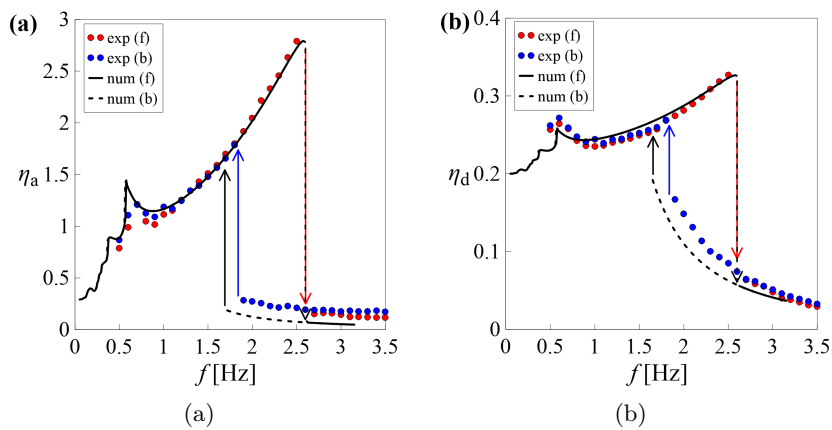 (a)
3
2.5
2
1.5
1
0.5
0
ηa
exp (f)
exp (b)
num (f)
num (b)
0 0.5 1 1.5 2 2.5 3 3.5
f [Hz]
(a)
(b)
0.4
0.3
0.2
0.1
0
ηd
exp (f)
exp (b)
num (f)
num (b)
0 0.5 1 1.5 2 2.5 3 3.5
f [Hz]
(b)